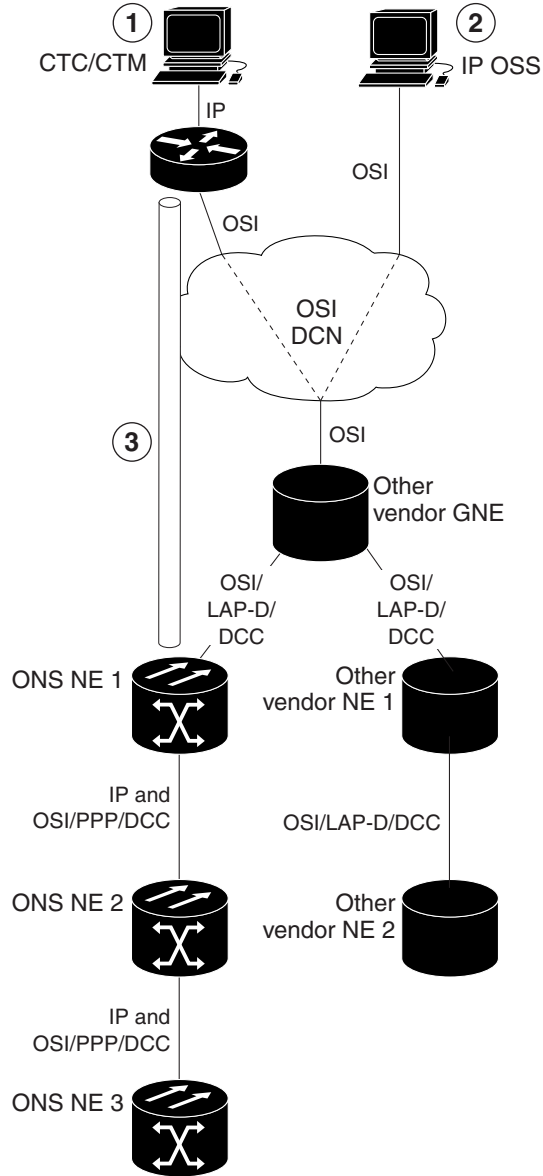 1
2
CTC/CTM
IP OSS
IP
OSI
OSI
OSI
DCN
OSI
3
Other
vendor GNE
OSI/
LAP-D/
DCC
OSI/
LAP-D/
DCC
ONS NE 1
Other
vendor NE 1
IP and
OSI/PPP/DCC
OSI/LAP-D/DCC
ONS NE 2
Other
vendor NE 2
IP and
OSI/PPP/DCC
ONS NE 3